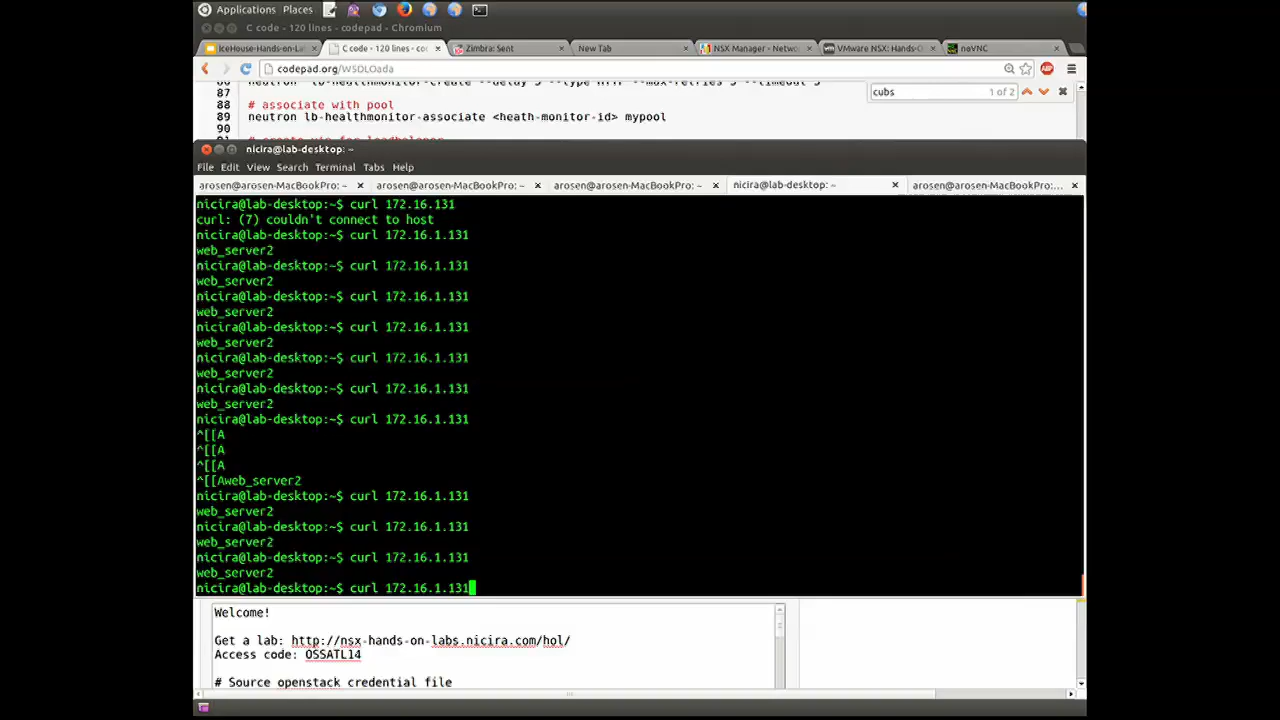 Applications Places
C code - 120 lines - codepad - Chromium
IceHouse-Hands-on-La
C code - 120 lines - co
Zimbra: Sent
New Tab
NSX Manager - Netwo
VMware NSX: Hands-O
noVNC
codepad.org/W5DLOada
cubs 1 of 2
87
88 # associate with pool
89 neutron lb-healthmonitor-associate <heath-monitor-id> mypool
90
nicira@lab-desktop: ~
File Edit View Search Terminal Tabs Help
arosen@arosen-MacBookPro: ~
arosen@arosen-MacBookPro: ~
arosen@arosen-MacBookPro: ~
nicira@lab-desktop: ~
arosen@arosen-MacBookPro:...
nicira@lab-desktop:~$ curl 172.16.131
curl: (7) couldn't connect to host
nicira@lab-desktop:~$ curl 172.16.1.131
web_server2
nicira@lab-desktop:~$ curl 172.16.1.131
web_server2
nicira@lab-desktop:~$ curl 172.16.1.131
web_server2
nicira@lab-desktop:~$ curl 172.16.1.131
web_server2
nicira@lab-desktop:~$ curl 172.16.1.131
web_server2
nicira@lab-desktop:~$ curl 172.16.1.131
web_server2
nicira@lab-desktop:~$ curl 172.16.1.131
^[[A
^[[A
^[[A
^[[Aweb_server2
nicira@lab-desktop:~$ curl 172.16.1.131
web_server2
nicira@lab-desktop:~$ curl 172.16.1.131
web_server2
nicira@lab-desktop:~$ curl 172.16.1.131
web_server2
nicira@lab-desktop:~$ curl 172.16.1.131
Welcome!
Get a lab: http://nsx-hands-on-labs.nicira.com/hol/
Access code: OSSATL14
# Source openstack credential file